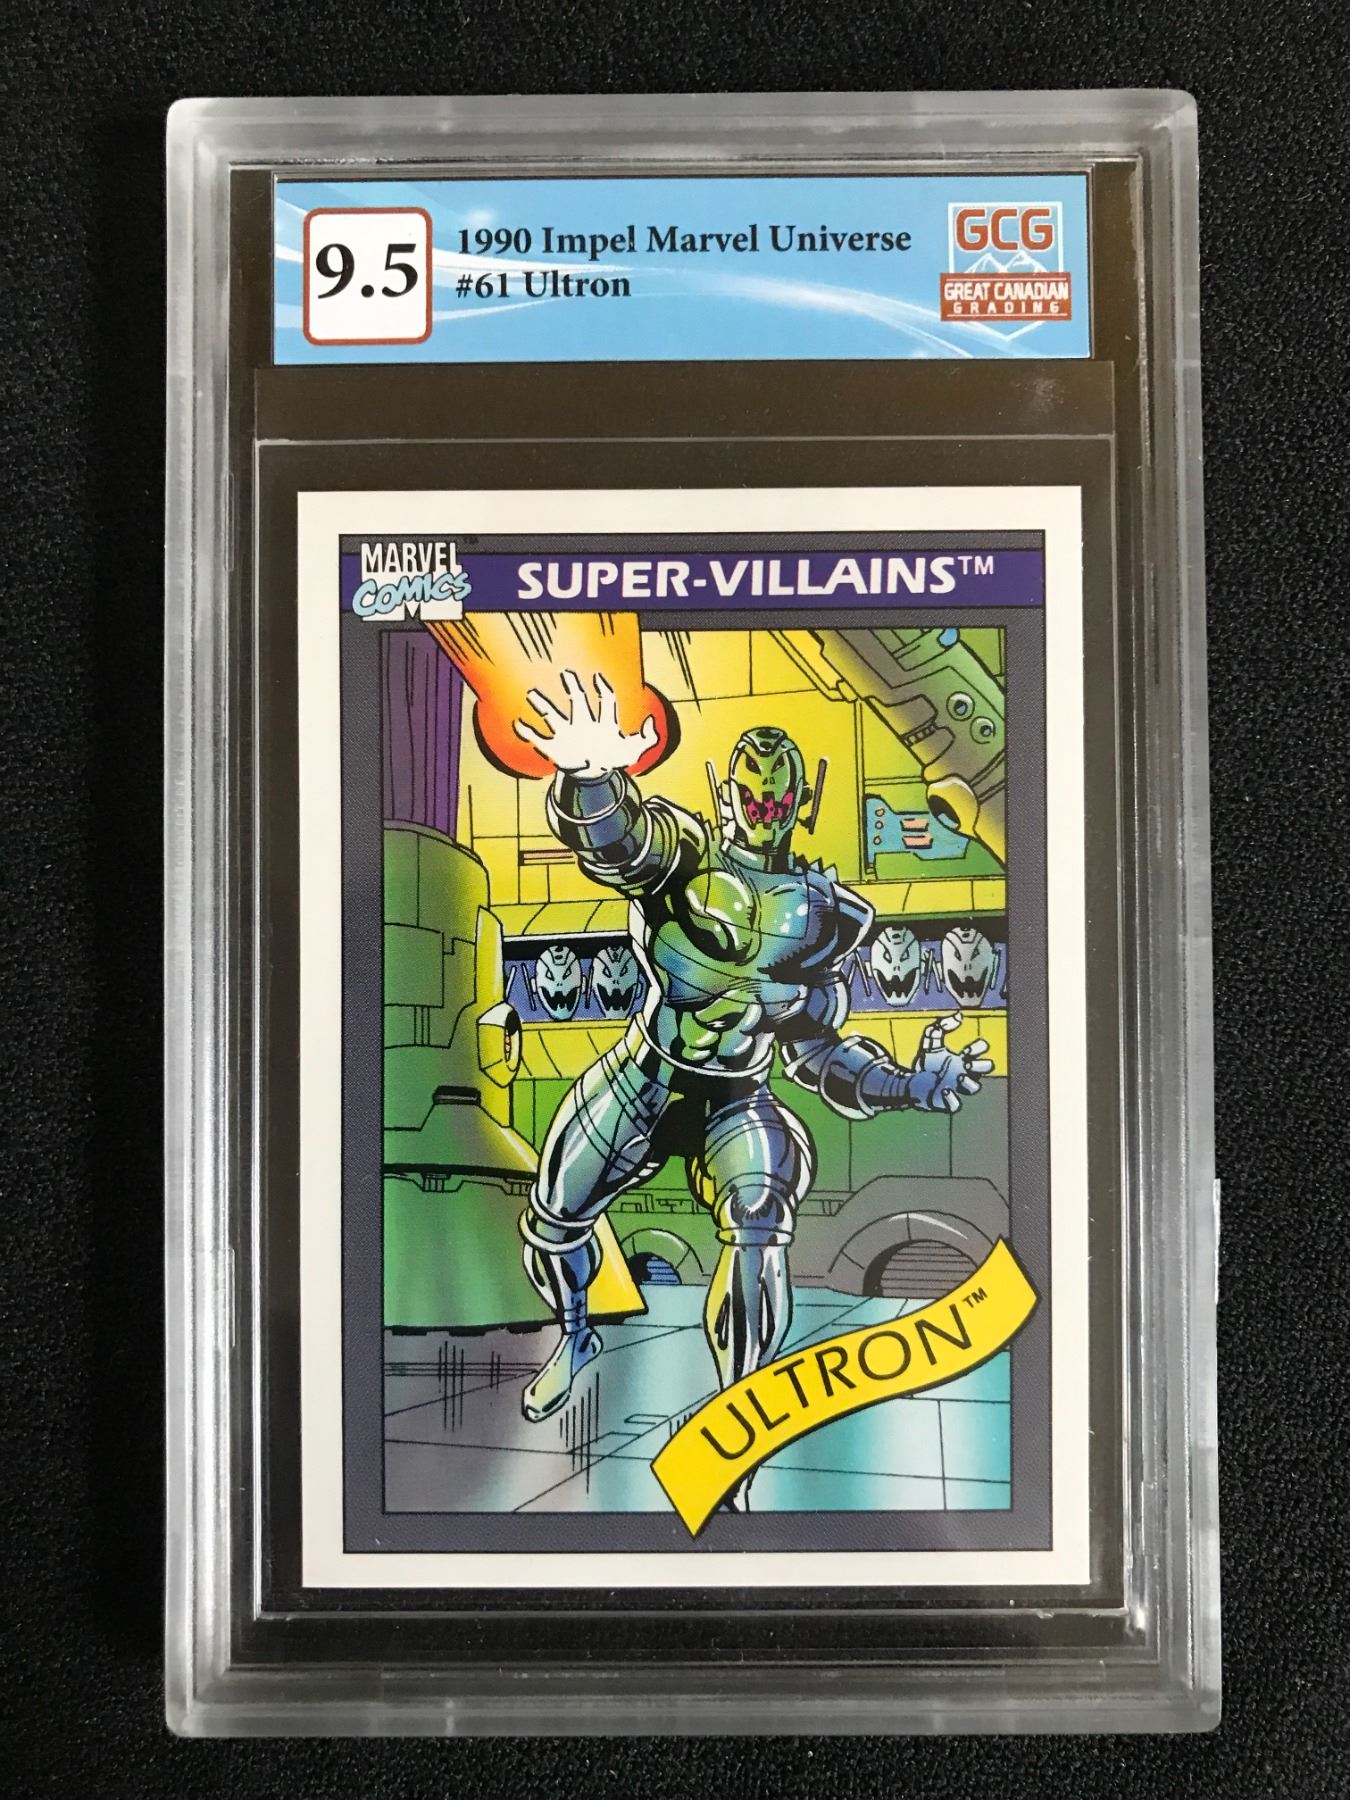 9.5
1990 Impel Marvel Universe
#61 Ultron
GCG
GREAT CANADIAN
GRADING
MARVEL
COMICS
SUPER-VILLAINS™
ULTRON™